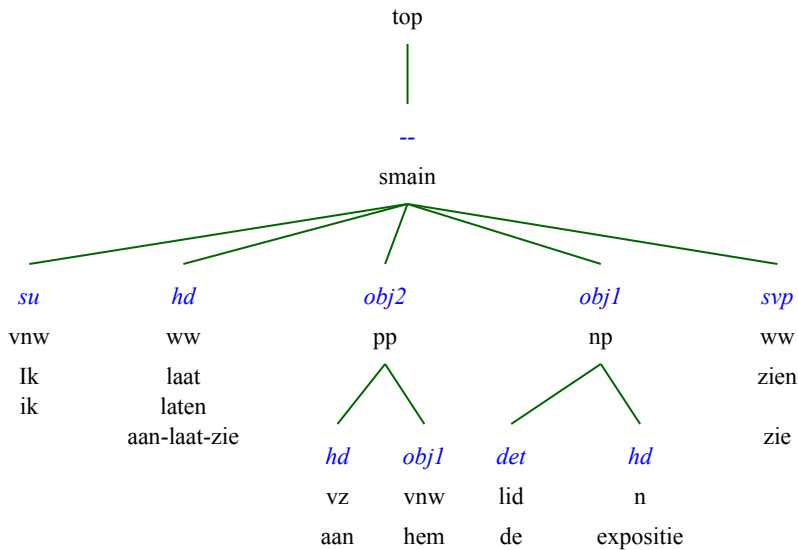 top
--
smain
su hd obj2 obj1 svp
vnw ww pp np ww
Ik laat zien
ik laten
aan-laat-zie zie
hd obj1 det hd
vz vnw lid n
aan hem de expositie